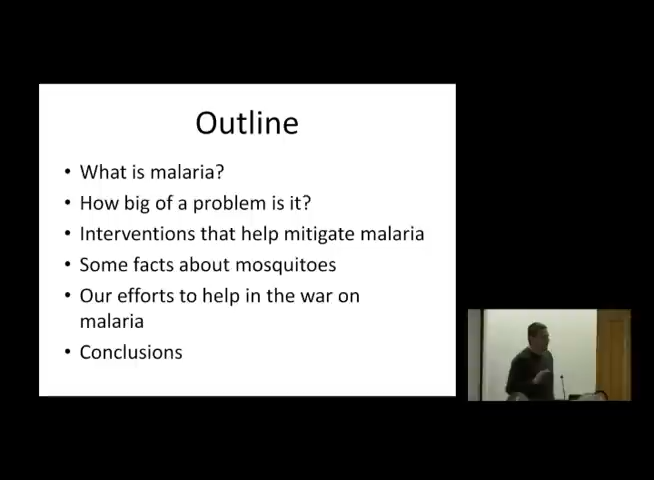 Outline
• What is malaria?
• How big of a problem is it?
• Interventions that help mitigate malaria
• Some facts about mosquitoes
• Our efforts to help in the war on
malaria
• Conclusions